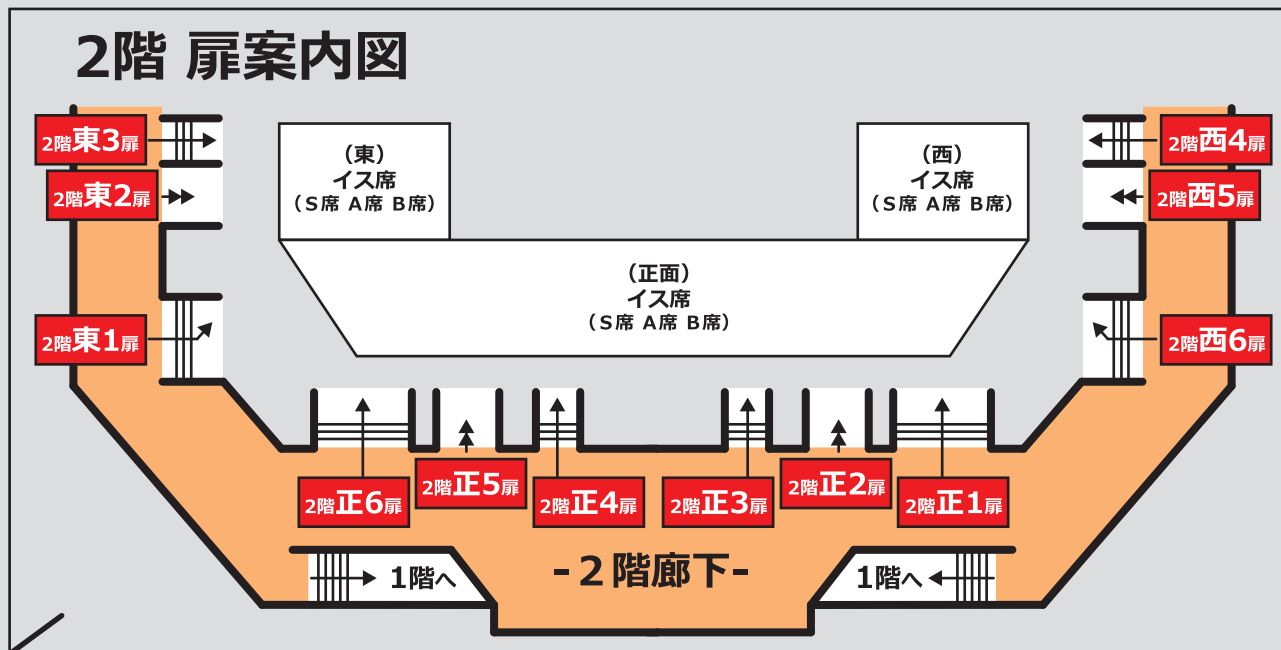 2階 扉案内図
2階東3扉
2階東2扉
2階東1扉
(東)
イス席
(S席 A席 B席)
(西)
イス席
(S席 A席 B席)
(正面)
イス席
(S席 A席 B席)
2階西4扉
2階西5扉
2階西6扉
2階正6扉
2階正5扉
2階正4扉
2階正3扉
2階正2扉
2階正1扉
1階へ
-2階廊下-
1階へ